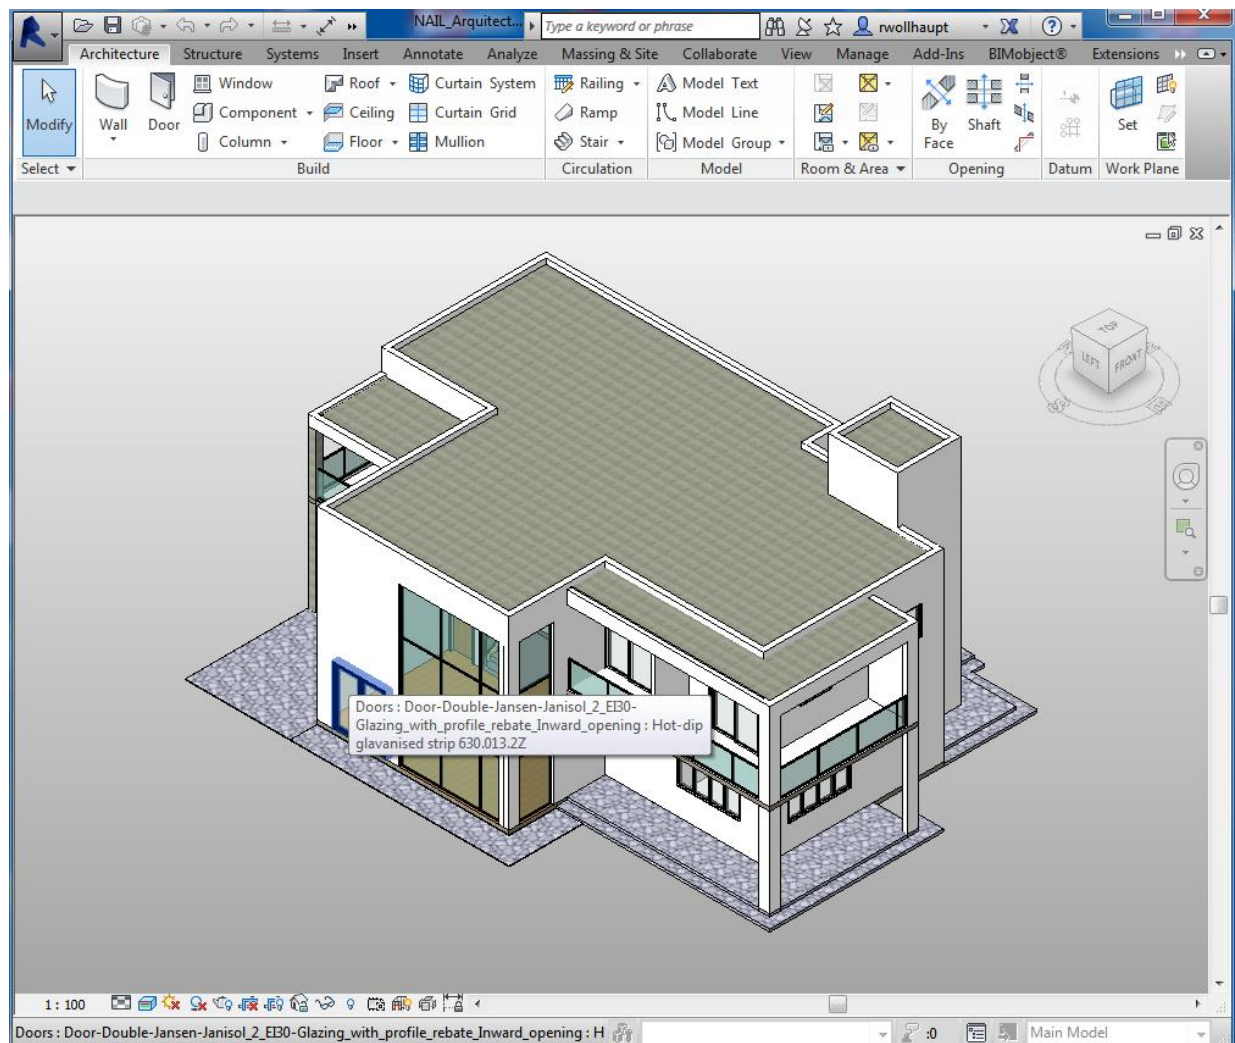 NAIL_Arquitect... Type a keyword or phrase rwollhaupt
Architecture Structure Systems Insert Annotate Analyze Massing & Site Collaborate View Manage Add-Ins BIMobject® Extensions
Modify Wall Door Window Component Column Roof Ceiling Floor Curtain System Curtain Grid Mullion Railing Ramp Stair Model Text Model Line Model Group By Face Shaft Set
Select Build Circulation Model Room & Area Opening Datum Work Plane
TOP
LEFT FRONT
Doors : Door-Double-Jansen-Janisol_2_EI30-
Glazing_with_profile_rebate_Inward_opening : Hot-dip
glavanised strip 630.013.2Z
1 : 100
Doors : Door-Double-Jansen-Janisol_2_EI30-Glazing_with_profile_rebate_Inward_opening : H :0 Main Model